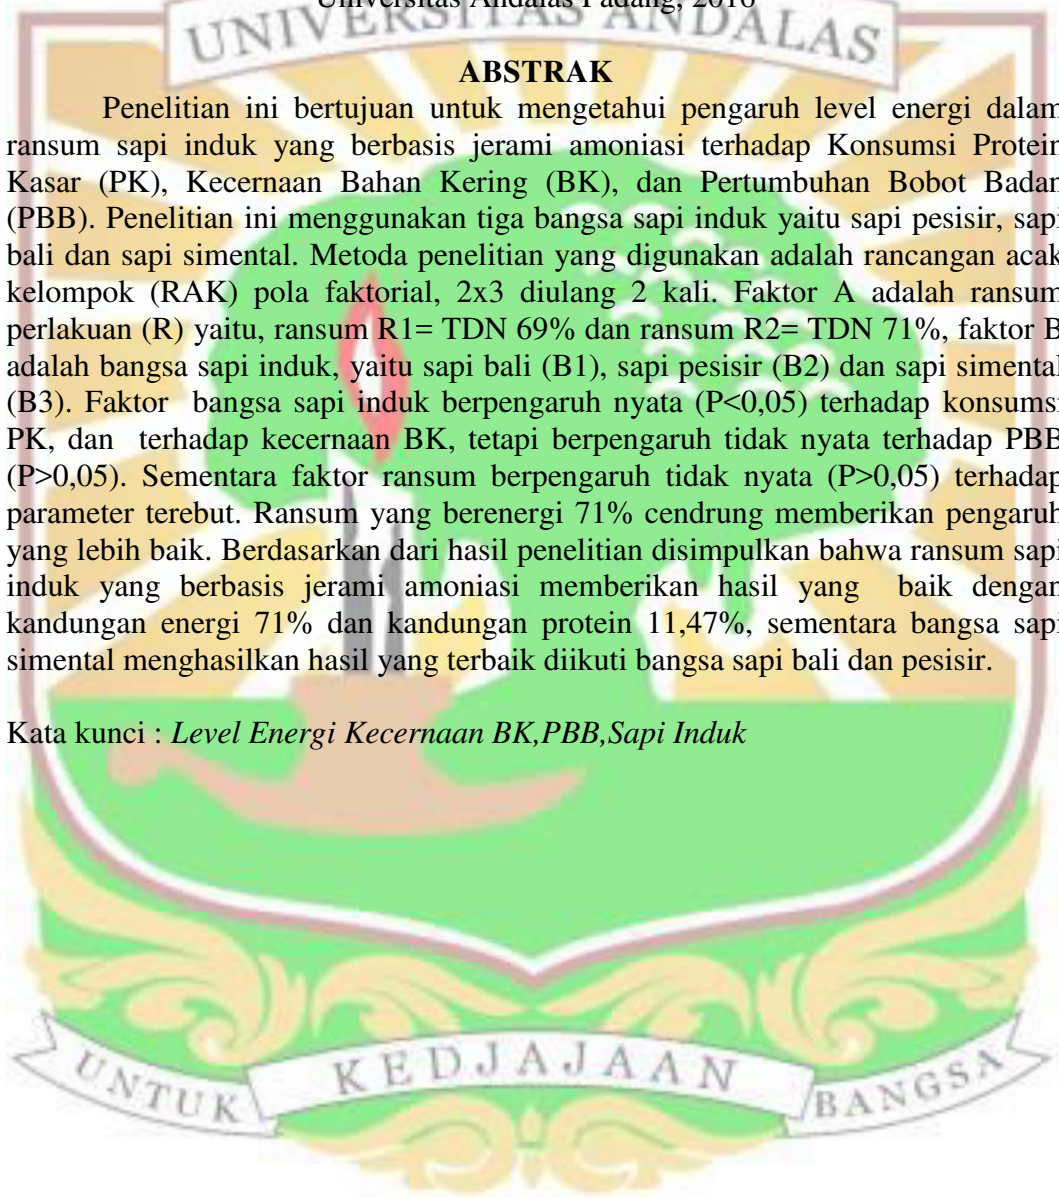 Universitas Andalas Padang, 2016
UNIVERSITAS ANDALAS
ABSTRAK
Penelitian ini bertujuan untuk mengetahui pengaruh level energi dalam
ransum sapi induk yang berbasis jerami amoniasi terhadap Konsumsi Protein
Kasar (PK), Kecernaan Bahan Kering (BK), dan Pertumbuhan Bobot Badan
(PBB). Penelitian ini menggunakan tiga bangsa sapi induk yaitu sapi pesisir, sapi
bali dan sapi simental. Metoda penelitian yang digunakan adalah rancangan acak
kelompok (RAK) pola faktorial, 2x3 diulang 2 kali. Faktor A adalah ransum
perlakuan (R) yaitu, ransum R1= TDN 69% dan ransum R2= TDN 71%, faktor B
adalah bangsa sapi induk, yaitu sapi bali (B1), sapi pesisir (B2) dan sapi simental
(B3). Faktor bangsa sapi induk berpengaruh nyata (P<0,05) terhadap konsumsi
PK, dan terhadap kecernaan BK, tetapi berpengaruh tidak nyata terhadap PBB
(P>0,05). Sementara faktor ransum berpengaruh tidak nyata (P>0,05) terhadap
parameter terebut. Ransum yang berenergi 71% cendrung memberikan pengaruh
yang lebih baik. Berdasarkan dari hasil penelitian disimpulkan bahwa ransum sapi
induk yang berbasis jerami amoniasi memberikan hasil yang baik dengan
kandungan energi 71% dan kandungan protein 11,47%, sementara bangsa sapi
simental menghasilkan hasil yang terbaik diikuti bangsa sapi bali dan pesisir.
Kata kunci : Level Energi Kecernaan BK,PBB,Sapi Induk
UNTUK KEDJAJAAN BANGSA